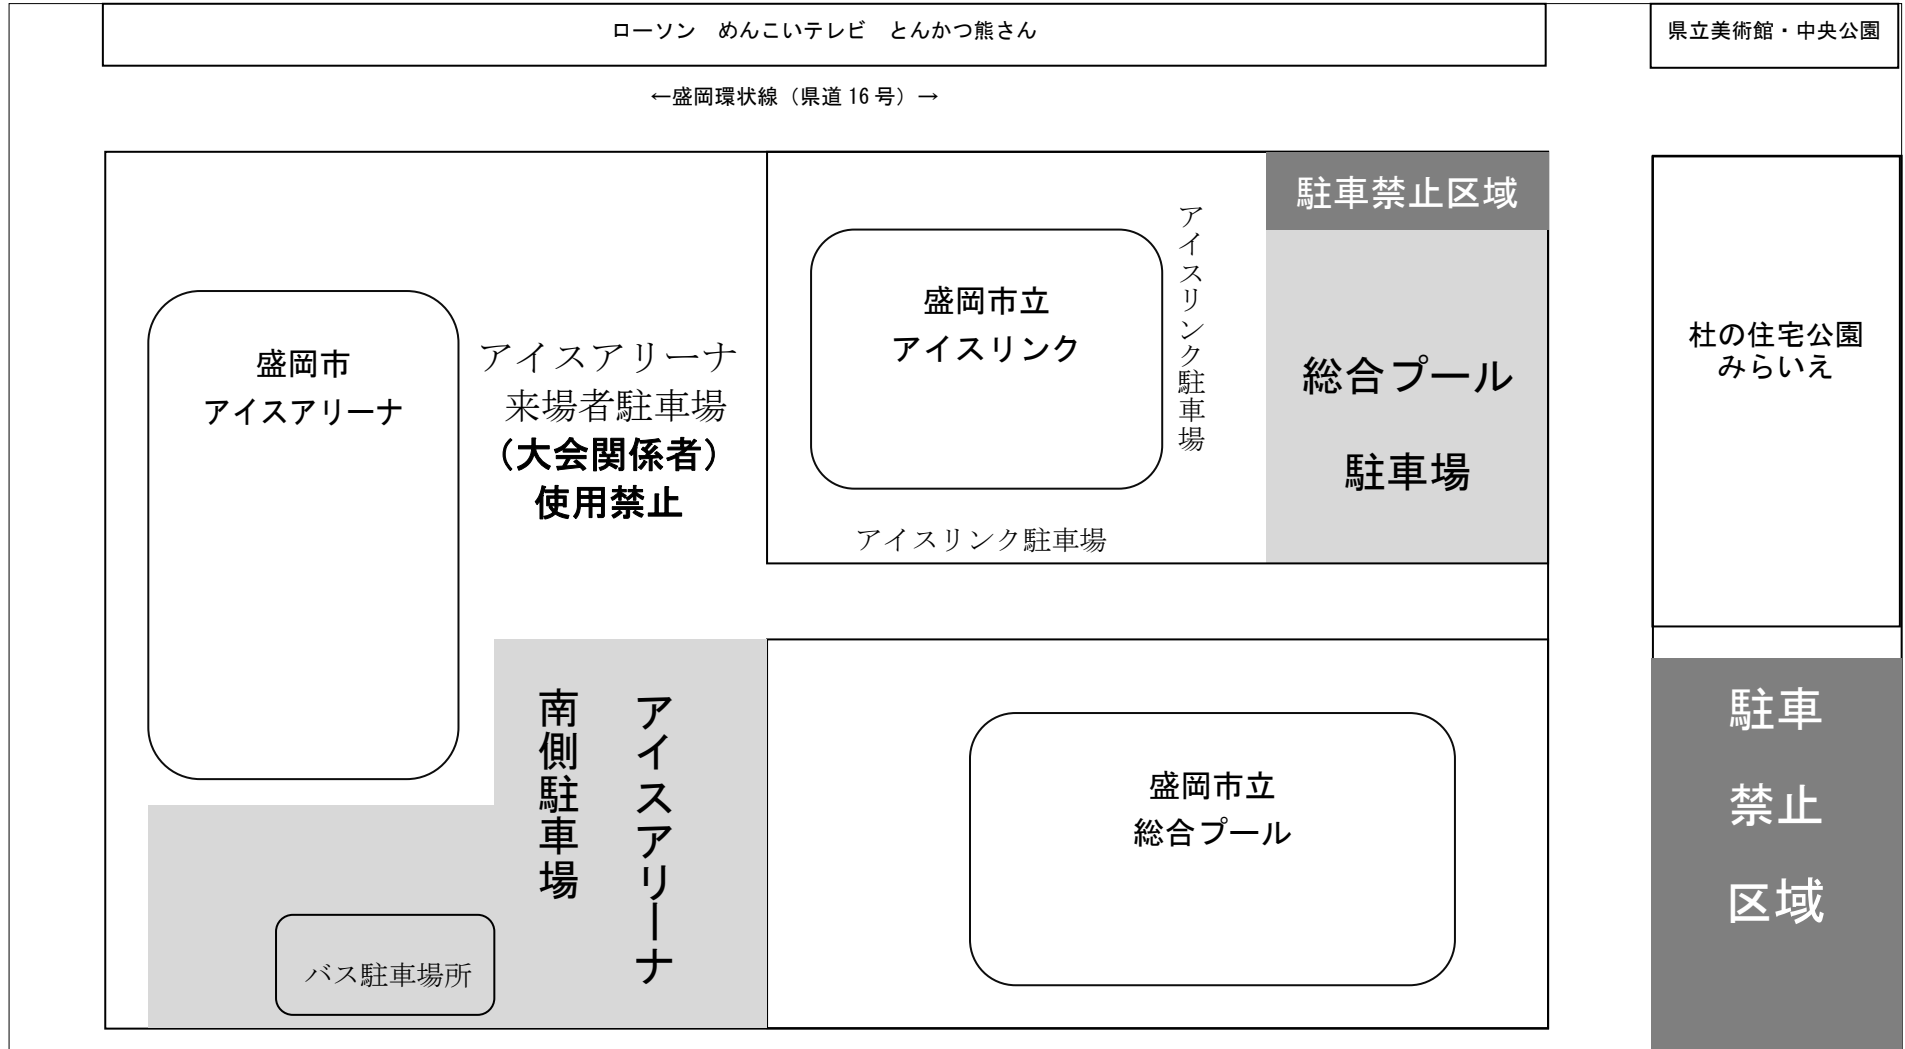 ローソン　めんこいテレビ　とんかつ熊さん
県立美術館・中央公園
←盛岡環状線（県道16号）→
駐車禁止区域
盛岡市
アイスアリーナ
アイスアリーナ
来場者駐車場
（大会関係者）
使用禁止
盛岡市立
アイスリンク
アイスリンク駐車場
アイスリンク駐車場
総合プール
駐車場
杜の住宅公園
みらいえ
アイスアリーナ
南側駐車場
バス駐車場所
盛岡市立
総合プール
駐車
禁止
区域